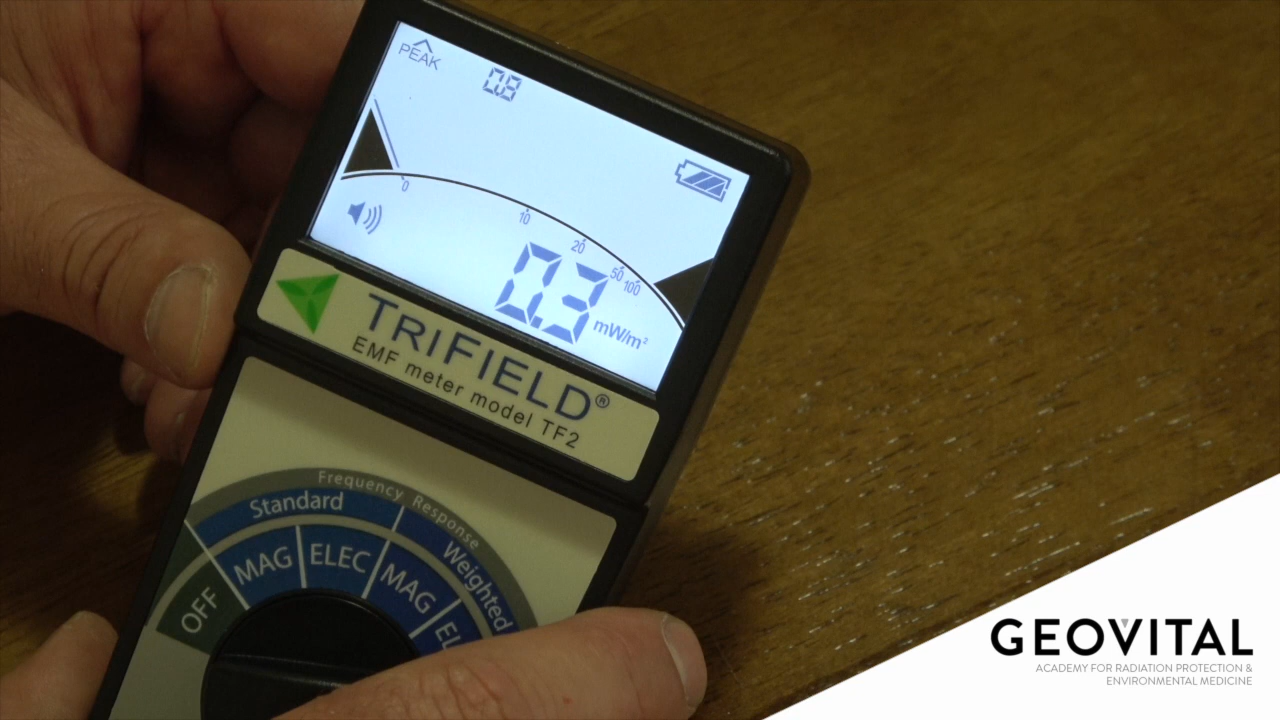 PEAK
0.8
0
10
20
50
100
0.3 mW/m²
TRIFIELD®
EMF meter model TF2
Frequency Response
Standard
Weighted
OFF
MAG
ELEC
MAG
GEOVITAL
ACADEMY FOR RADIATION PROTECTION &
ENVIRONMENTAL MEDICINE